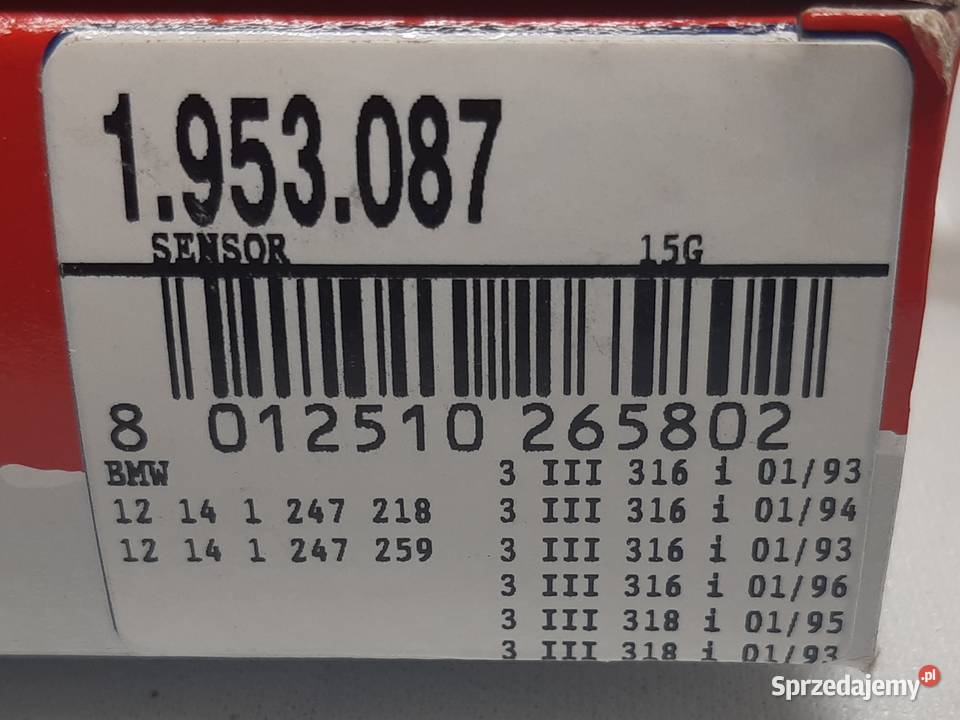 1.953.087
SENSOR 15G
8 012510 265802
BMW 3 III 316 i 01/93
12 14 1 247 218 3 III 316 i 01/94
12 14 1 247 259 3 III 316 i 01/93
3 III 316 i 01/96
3 III 318 i 01/95
3 III 318 i 01/93
Sprzedajemy.pl